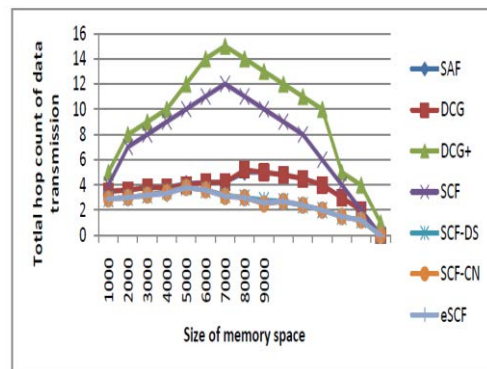 Totlal hop count of data
transmission
16
14
12
10
8
6
4
2
0
1000
2000
3000
4000
5000
6000
7000
8000
9000
Size of memory space
SAF
DCG
DCG+
SCF
SCF-DS
SCF-CN
eSCF